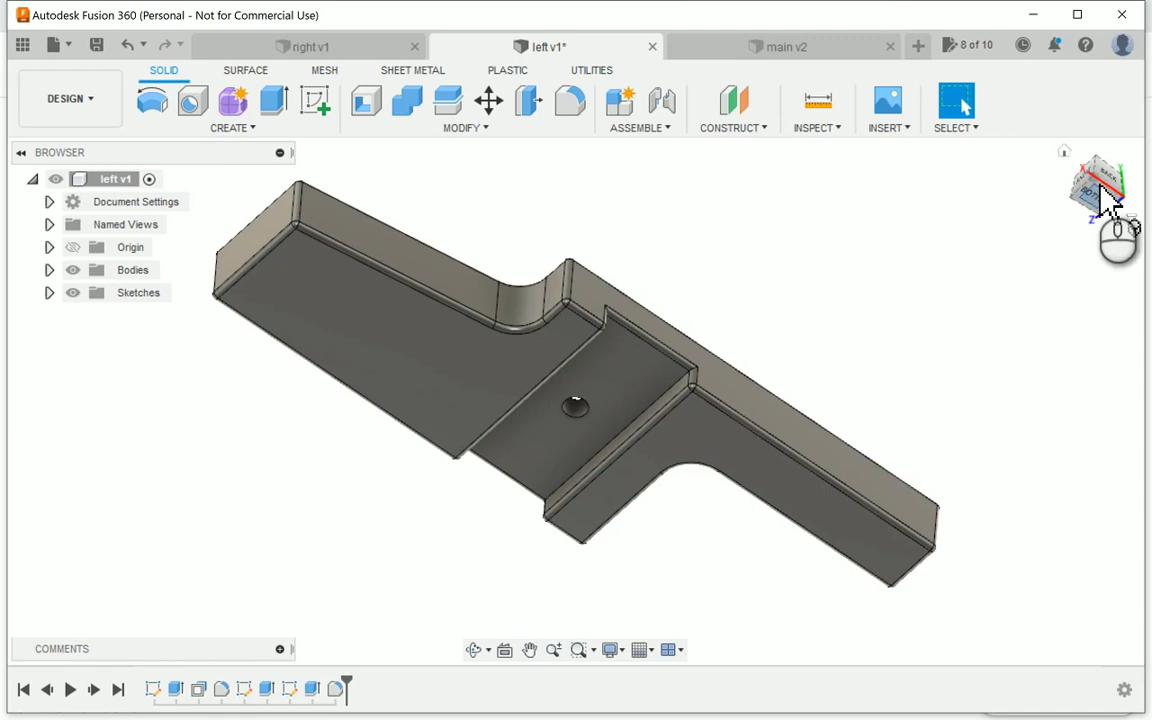 Autodesk Fusion 360 (Personal - Not for Commercial Use)
right v1
left v1*
main v2
8 of 10
DESIGN
SOLID
SURFACE
MESH
SHEET METAL
PLASTIC
UTILITIES
CREATE
MODIFY
ASSEMBLE
CONSTRUCT
INSPECT
INSERT
SELECT
BROWSER
left v1
Document Settings
Named Views
Origin
Bodies
Sketches
BACK
X
Y
Z
COMMENTS